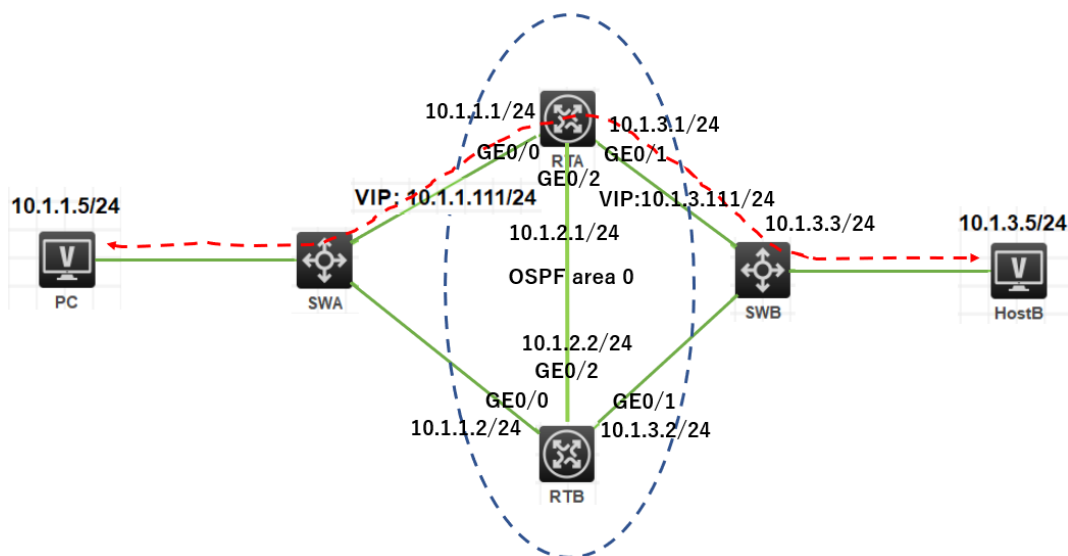 10.1.1.1/24
10.1.3.1/24
GE0/0
RTA
GE0/1
GE0/2
VIP: 10.1.1.111/24
VIP:10.1.3.111/24
10.1.1.5/24
10.1.2.1/24
10.1.3.3/24
10.1.3.5/24
V
V
OSPF area 0
PC
SWA
SWB
HostB
10.1.2.2/24
GE0/2
GE0/0
GE0/1
10.1.1.2/24
10.1.3.2/24
RTB